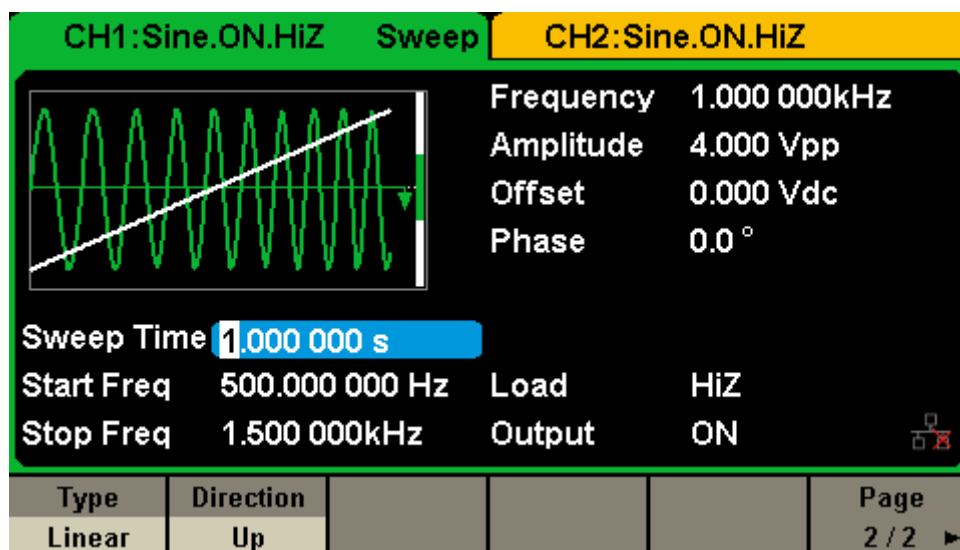 CH1:Sine.ON.HiZ Sweep CH2:Sine.ON.HiZ
Frequency 1.000 000kHz
Amplitude 4.000 Vpp
Offset 0.000 Vdc
Phase 0.0 °
Sweep Time 1.000 000 s
Start Freq 500.000 000 Hz Load HiZ
Stop Freq 1.500 000kHz Output ON
Type Direction Page
Linear Up 2 / 2 ►